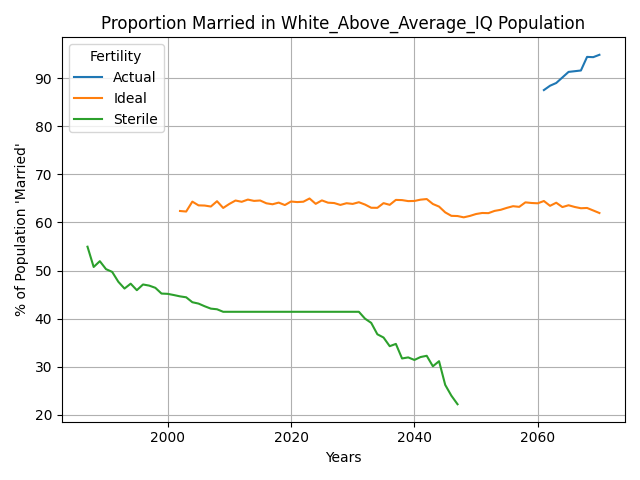 Proportion Married in White_Above_Average_IQ Population
% of Population 'Married'
Fertility
Actual
Ideal
Sterile
90
80
70
60
50
40
30
20
2000 2020 2040 2060
Years